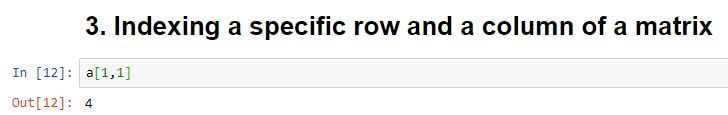 3. Indexing a specific row and a column of a matrix
In [12]: a[1,1]
Out[12]: 4